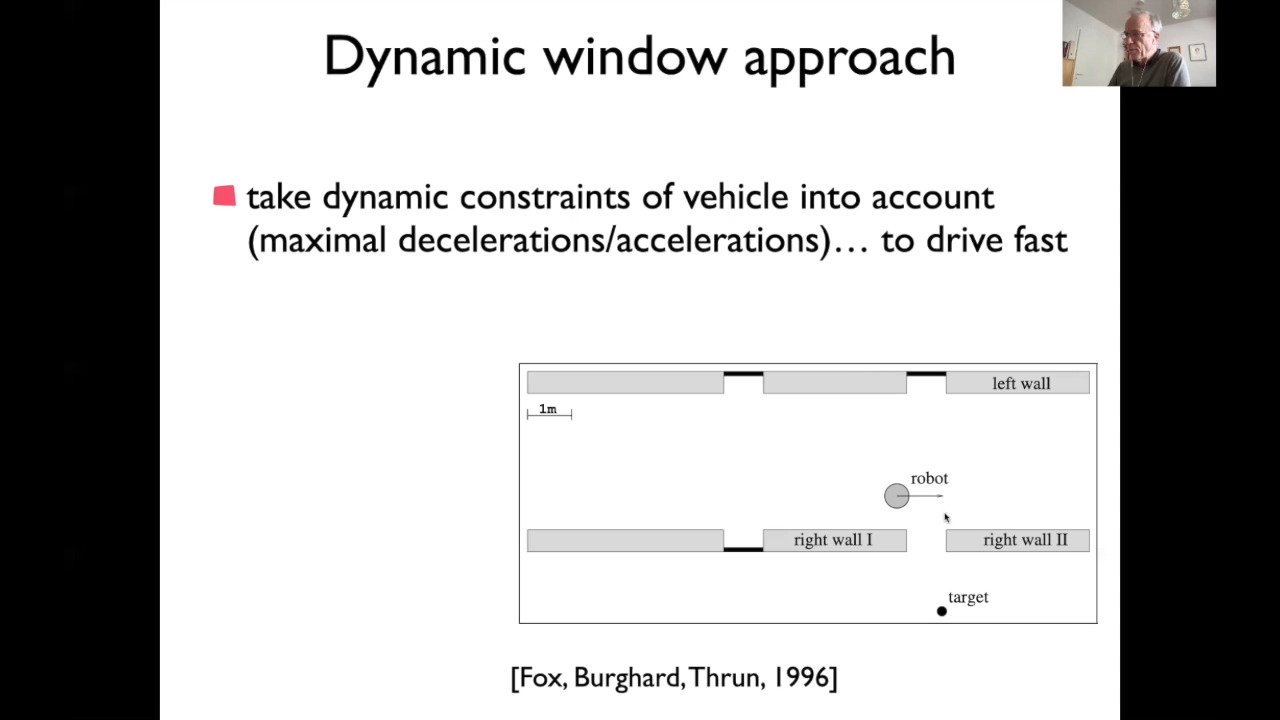 Dynamic window approach
take dynamic constraints of vehicle into account
(maximal decelerations/accelerations)… to drive fast
left wall
1m
robot
right wall I
right wall II
target
[Fox, Burghard, Thrun, 1996]